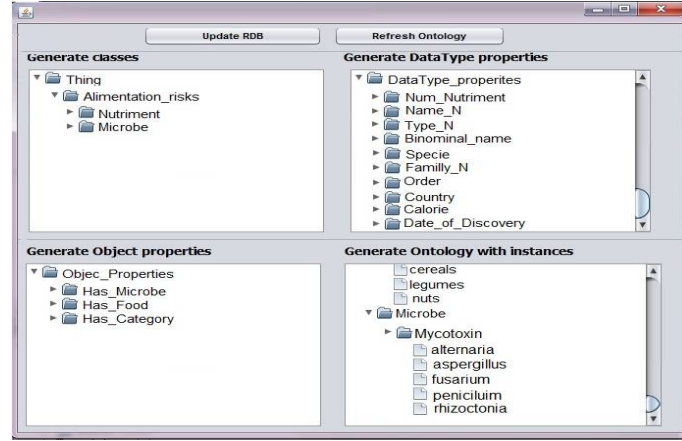 Update RDB
Refresh Ontology
Generate classes
Thing
Alimentation_risks
Nutriment
Microbe
Generate DataType properties
DataType_properites
Num_Nutriment
Name_N
Type_N
Binominal_name
Specie
Familly_N
Order
Country
Calorie
Date_of_Discovery
Generate Object properties
Objec_Properties
Has_Microbe
Has_Food
Has_Category
Generate Ontology with instances
cereals
legumes
nuts
Microbe
Mycotoxin
alternaria
aspergillus
fusarium
peniciluim
rhizoctonia